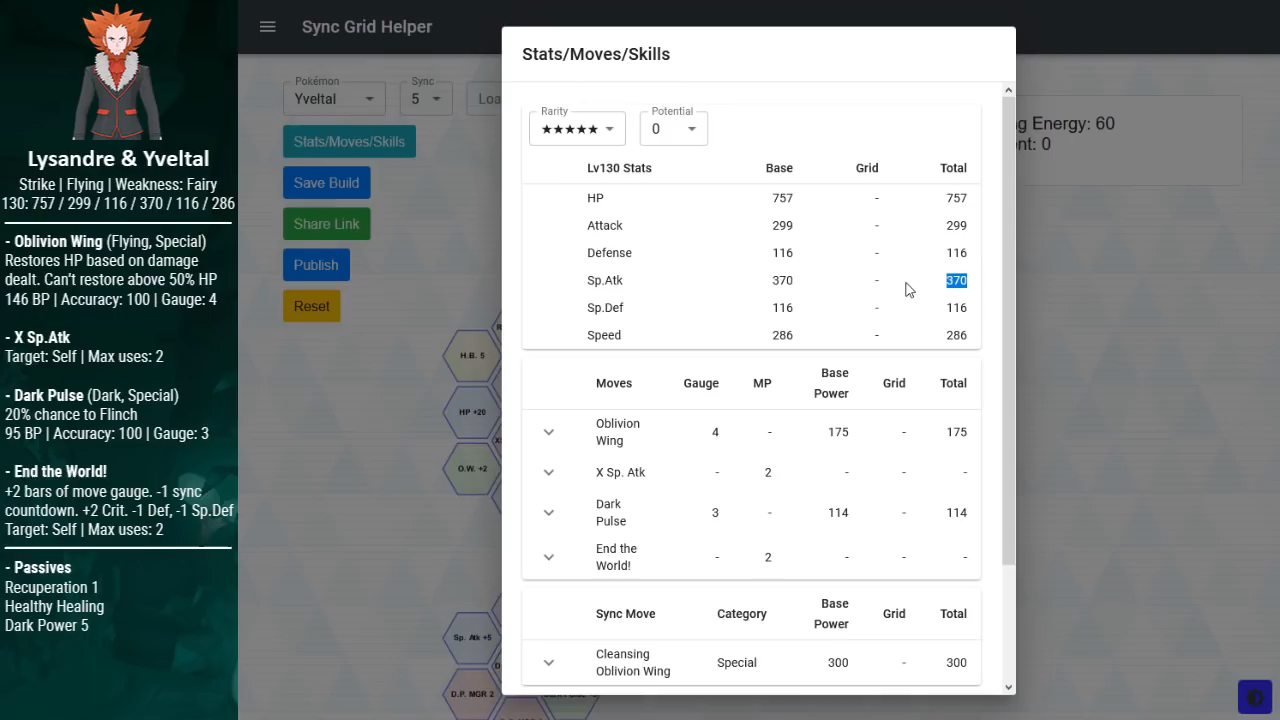 Lysandre & Yveltal
Strike | Flying | Weakness: Fairy
130: 757 / 299 / 116 / 370 / 116 / 286
- Oblivion Wing (Flying, Special)
Restores HP based on damage
dealt. Can't restore above 50% HP
146 BP | Accuracy: 100 | Gauge: 4
- X Sp.Atk
Target: Self | Max uses: 2
- Dark Pulse (Dark, Special)
20% chance to Flinch
95 BP | Accuracy: 100 | Gauge: 3
- End the World!
+2 bars of move gauge. -1 sync
countdown. +2 Crit. -1 Def, -1 Sp.Def
Target: Self | Max uses: 2
- Passives
Recuperation 1
Healthy Healing
Dark Power 5
Sync Grid Helper
Pokémon
Yveltal
Sync
5
Stats/Moves/Skills
Save Build
Share Link
Publish
Reset
H.B. 5
HP +20
O.W. +2
Sp. Atk +5
D.P. MGR 2
Energy: 60
0
Stats/Moves/Skills
Rarity
★★★★★
Potential
0
Lv130 Stats Base Grid Total
HP 757 - 757
Attack 299 - 299
Defense 116 - 116
Sp.Atk 370 - 370
Sp.Def 116 - 116
Speed 286 - 286
Moves Gauge MP Base Power Grid Total
Oblivion Wing 4 - 175 - 175
X Sp. Atk - 2 - - -
Dark Pulse 3 - 114 - 114
End the World! - 2 - - -
Sync Move Category Base Power Grid Total
Cleansing Oblivion Wing Special 300 - 300